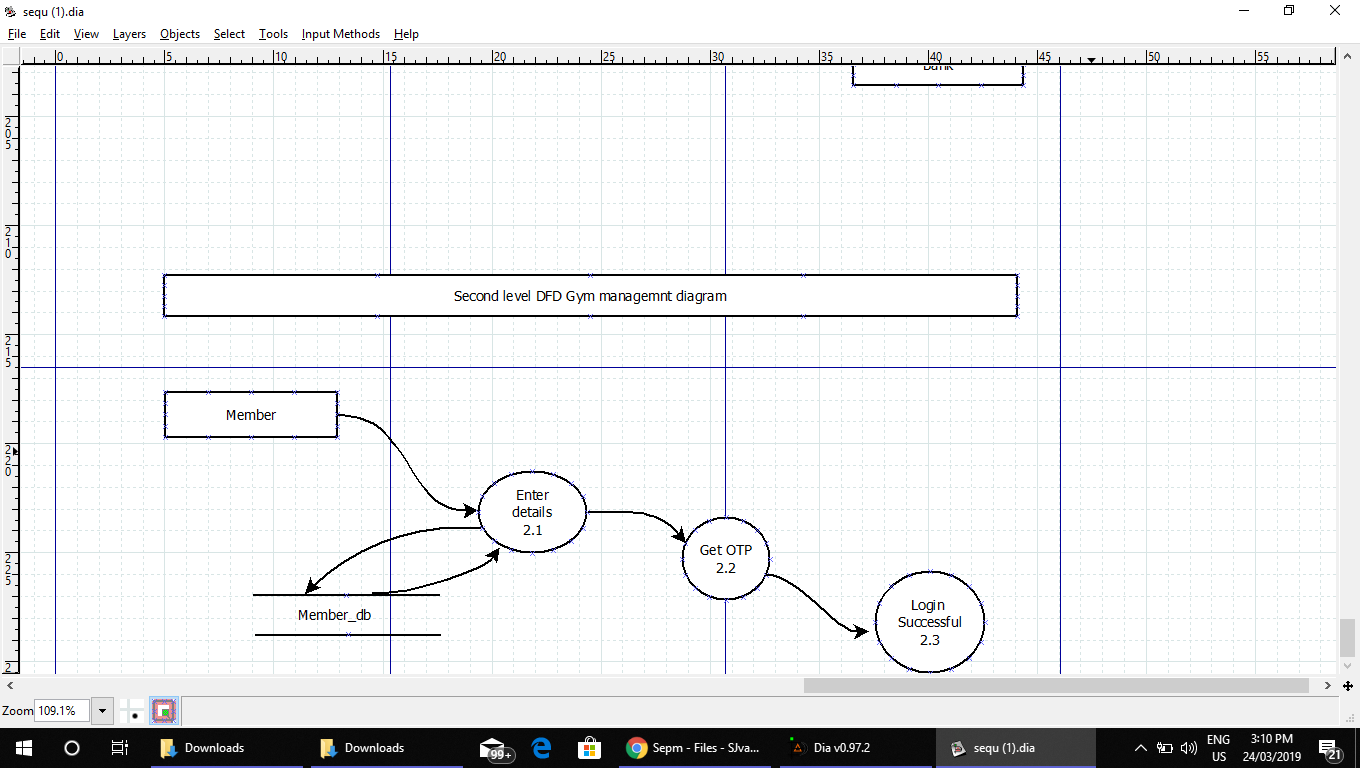 sequ (1).dia
File Edit View Layers Objects Select Tools Input Methods Help
0 5 10 15 20 25 30 35 40 45 50 55
205
210
Second level DFD Gym managemnt diagram
215
Member
220
Enter
details
2.1
Get OTP
2.2
225
Login
Successful
2.3
Member_db
2
Zoom 109.1%
Downloads
Downloads
99+
Sepm - Files - SJva...
Dia v0.97.2
sequ (1).dia
ENG
US
3:10 PM
24/03/2019
21